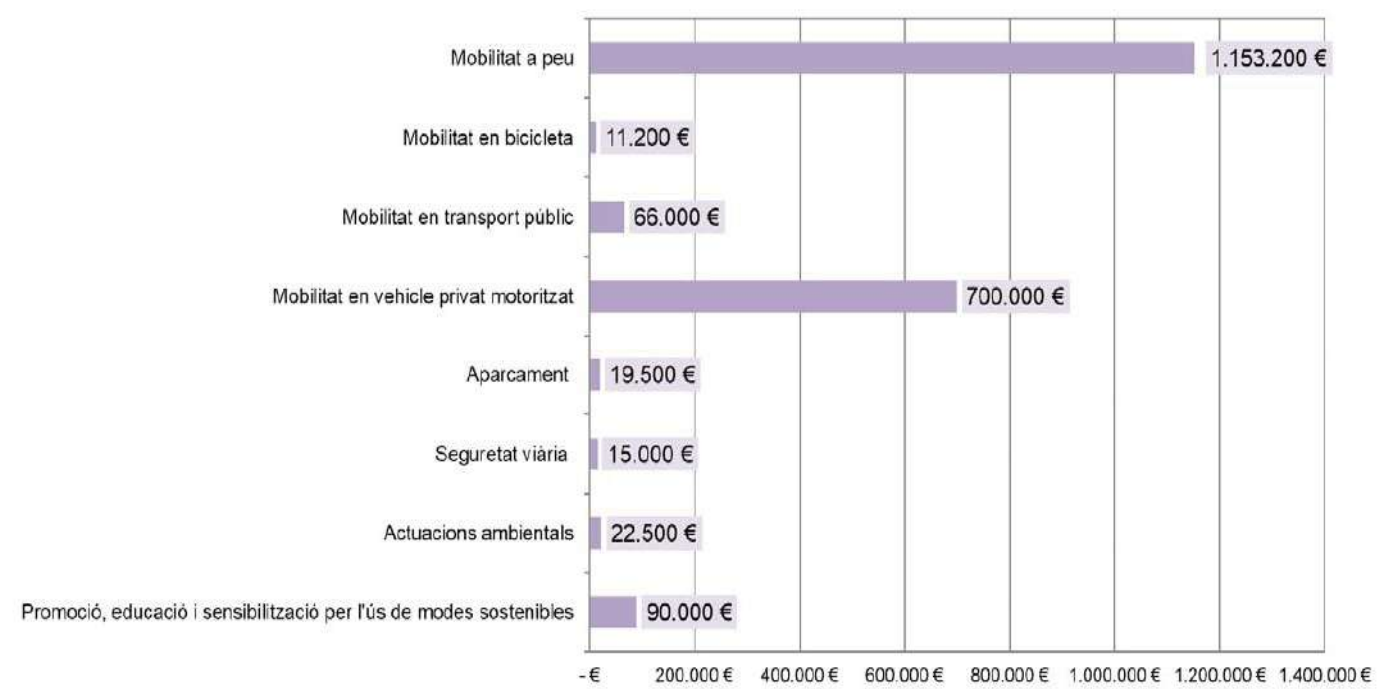 Mobilitat a peu 1.153.200 €
Mobilitat en bicicleta 11.200 €
Mobilitat en transport públic 66.000 €
Mobilitat en vehicle privat motoritzat 700.000 €
Aparcament 19.500 €
Seguretat viària 15.000 €
Actuacions ambientals 22.500 €
Promoció, educació i sensibilització per l'ús de modes sostenibles 90.000 €
- € 200.000 € 400.000 € 600.000 € 800.000 € 1.000.000 € 1.200.000 € 1.400.000 €